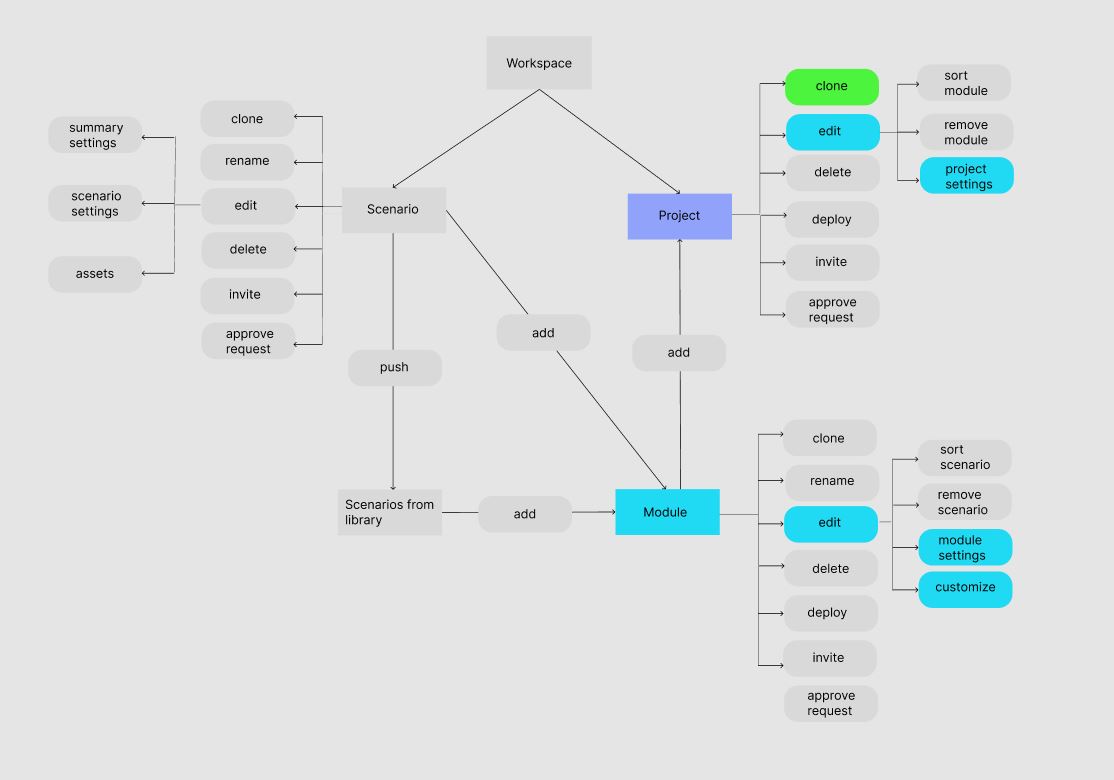 Workspace
clone
edit
delete
deploy
invite
approve
request
sort
module
remove
module
project
settings
Project
summary
settings
scenario
settings
assets
clone
rename
edit
delete
invite
approve
request
Scenario
push
add
add
Scenarios from
library
add
Module
clone
rename
edit
delete
deploy
invite
approve
request
sort
scenario
remove
scenario
module
settings
customize